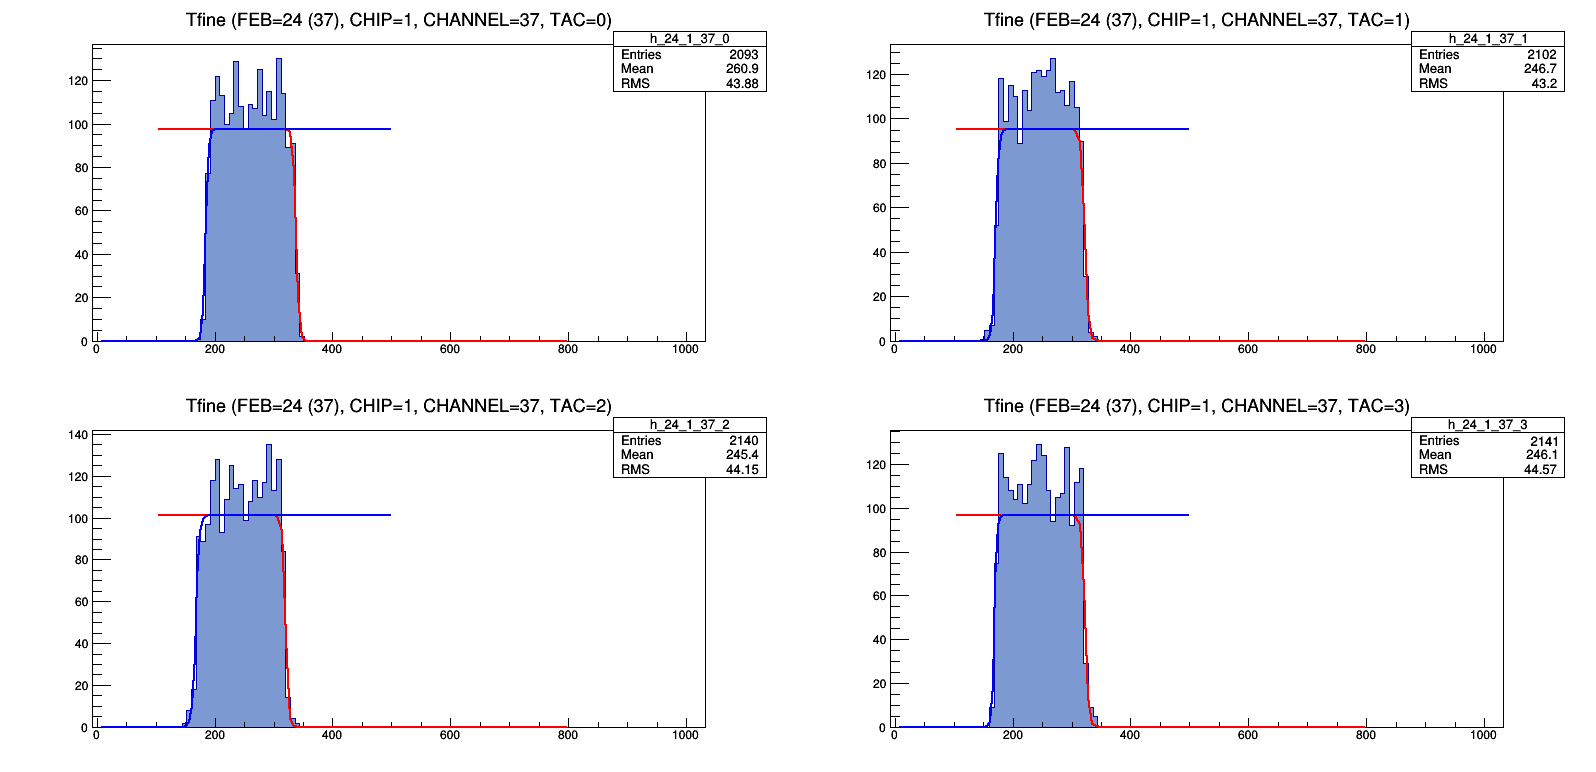 Tfine (FEB=24 (37), CHIP=1, CHANNEL=37, TAC=0)
h_24_1_37_0
Entries 2093
Mean 260.9
RMS 43.88
120
100
80
60
40
20
0
0 200 400 600 800 1000
Tfine (FEB=24 (37), CHIP=1, CHANNEL=37, TAC=1)
h_24_1_37_1
Entries 2102
Mean 246.7
RMS 43.2
120
100
80
60
40
20
0
0 200 400 600 800 1000
Tfine (FEB=24 (37), CHIP=1, CHANNEL=37, TAC=2)
h_24_1_37_2
Entries 2140
Mean 245.4
RMS 44.15
140
120
100
80
60
40
20
0
0 200 400 600 800 1000
Tfine (FEB=24 (37), CHIP=1, CHANNEL=37, TAC=3)
h_24_1_37_3
Entries 2141
Mean 246.1
RMS 44.57
120
100
80
60
40
20
0
0 200 400 600 800 1000